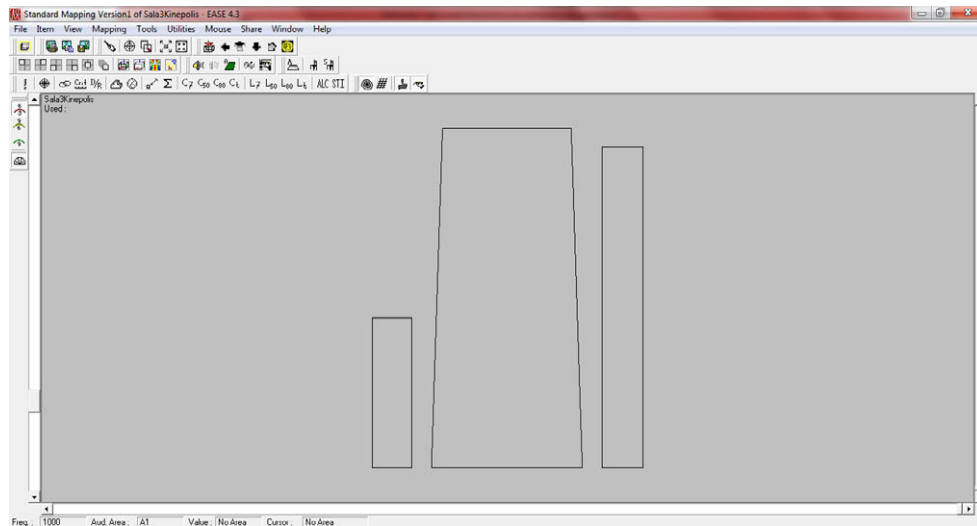 Standard Mapping Version1 of Sala3Kinepolis - EASE 4.3
File Item View Mapping Tools Utilities Mouse Share Window Help
C7 C50 C80 Ct L7 L50 L80 Lt ALC STI
Sala3Kinepolis
Used :
Freq. : 1000 Aud. Area : A1 Value : No Area Cursor : No Area